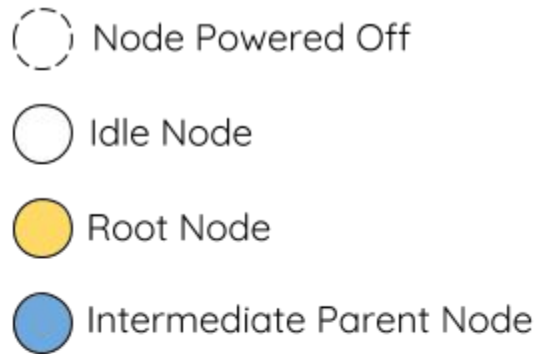 Node Powered Off
Idle Node
Root Node
Intermediate Parent Node